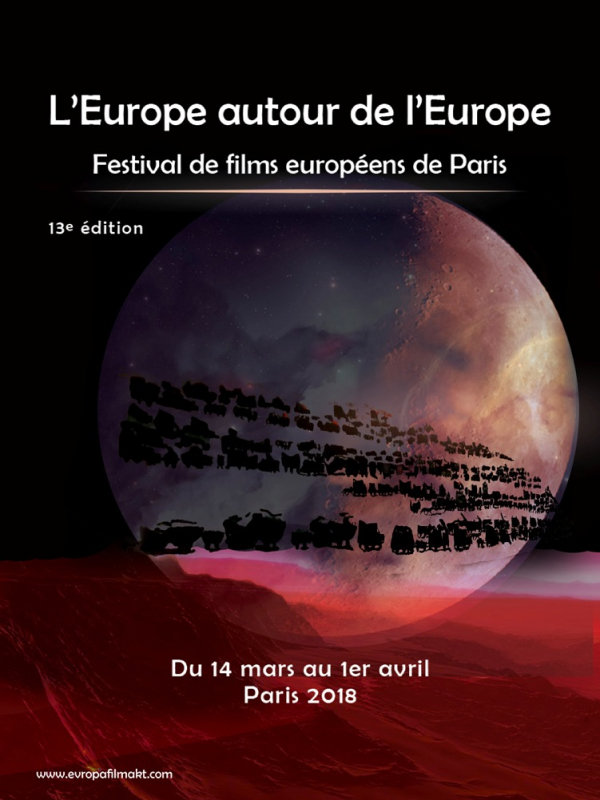 L'Europe autour de l'Europe
Festival de films européens de Paris
13e édition
Du 14 mars au 1er avril
Paris 2018
www.evropafilmakt.com